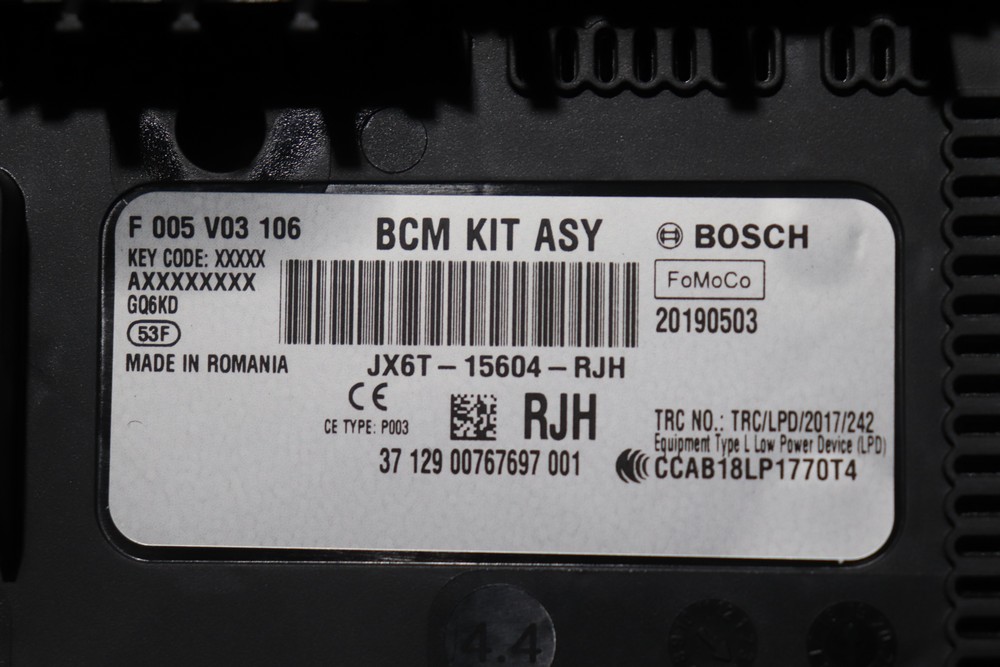 F 005 V03 106
BCM KIT ASY
BOSCH
KEY CODE: XXXXX
AXXXXXXXX
GQ6KD
53F
MADE IN ROMANIA
FoMoCo
20190503
JX6T-15604-RJH
CE
CE TYPE: P003
RJH
37 129 00767697 001
TRC NO.: TRC/LPD/2017/242
Equipment Type L Low Power Device (LPD)
CCAB18LP1770T4
4.4